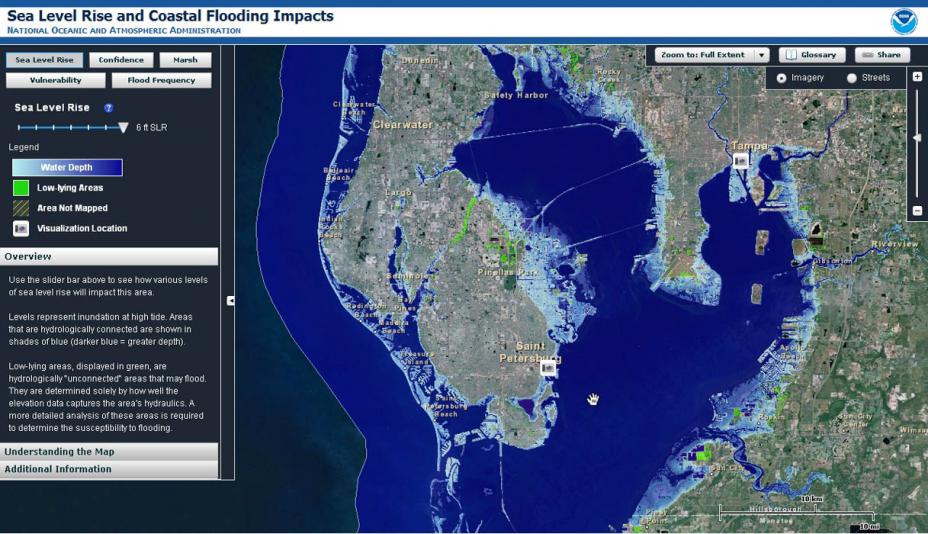 Sea Level Rise and Coastal Flooding Impacts
NATIONAL OCEANIC AND ATMOSPHERIC ADMINISTRATION
NOAA
Sea Level Rise
Confidence
Marsh
Vulnerability
Flood Frequency
Sea Level Rise ?
6 ft SLR
Legend
Water Depth
Low-lying Areas
Area Not Mapped
Visualization Location
Overview
Use the slider bar above to see how various levels
of sea level rise will impact this area.
Levels represent inundation at high tide. Areas
that are hydrologically connected are shown in
shades of blue (darker blue = greater depth).
Low-lying areas, displayed in green, are
hydrologically "unconnected" areas that may flood.
They are determined solely by how well the
elevation data captures the area's hydraulics. A
more detailed analysis of these areas is required
to determine the susceptibility to flooding.
Understanding the Map
Additional Information
Zoom to: Full Extent
Glossary
Share
Imagery
Streets
Dunedin
Rocky
Creek
Safety Harbor
Clearwater
Beach
Clearwater
Tampa
Belleair
Beach
Largo
Indian
Rocks
Beach
Riverview
Gibsonton
Pinellas Park
Seminole
Bay
Pines
Redington
Beach
Madeira
Beach
Saint
Petersburg
Treasure
Island
Apollo
Beach
Saint
Petersburg
Beach
Ruskin
Sun City
Center
Wimau
Sun City
Piney
Point
10 km
Hillsborough
Manatee
10 mi